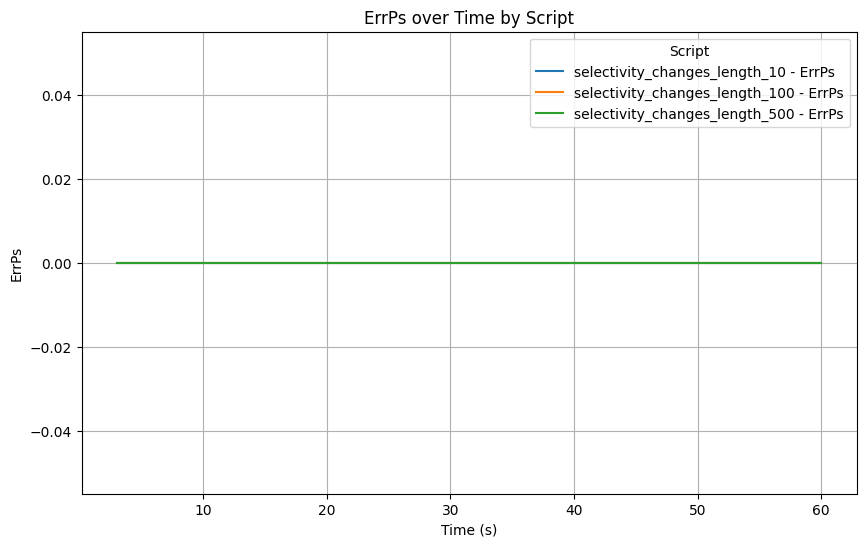 ErrPs over Time by Script
Script
selectivity_changes_length_10 - ErrPs
selectivity_changes_length_100 - ErrPs
selectivity_changes_length_500 - ErrPs
0.04
0.02
0.00
−0.02
−0.04
ErrPs
10 20 30 40 50 60
Time (s)